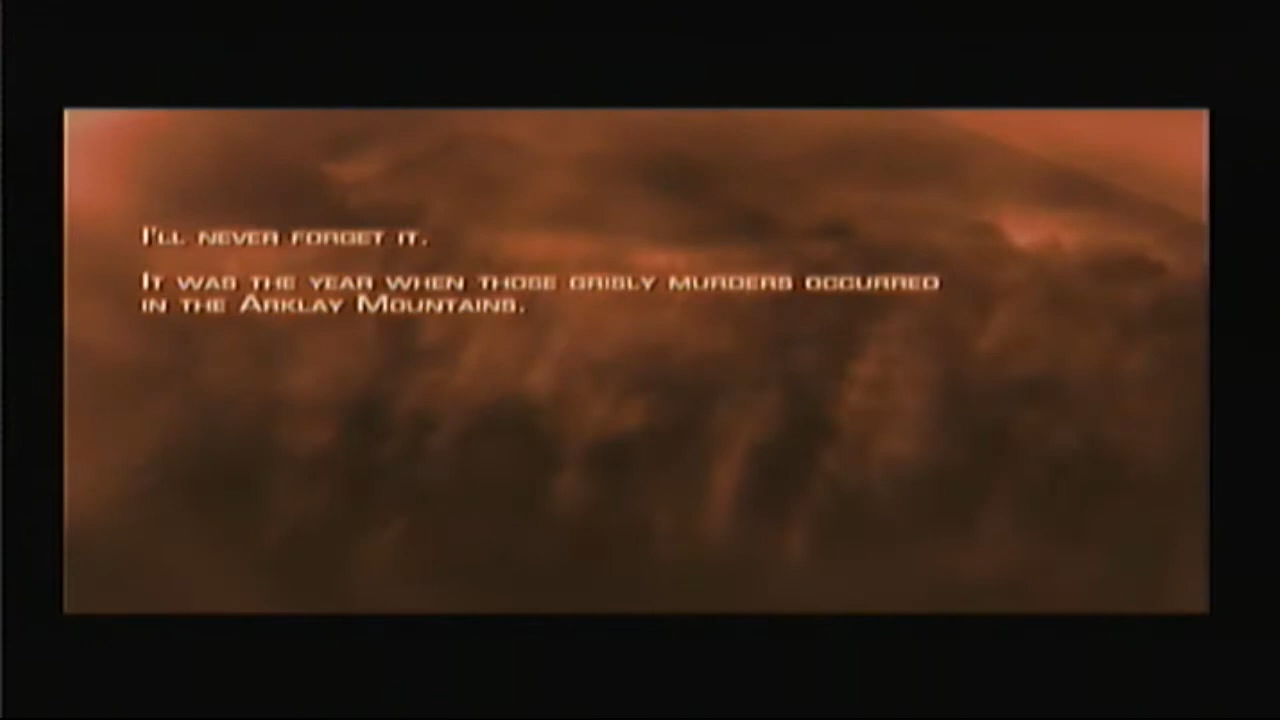 I'll never forget it.
It was the year when those grisly murders occurred
in the Arklay Mountains.